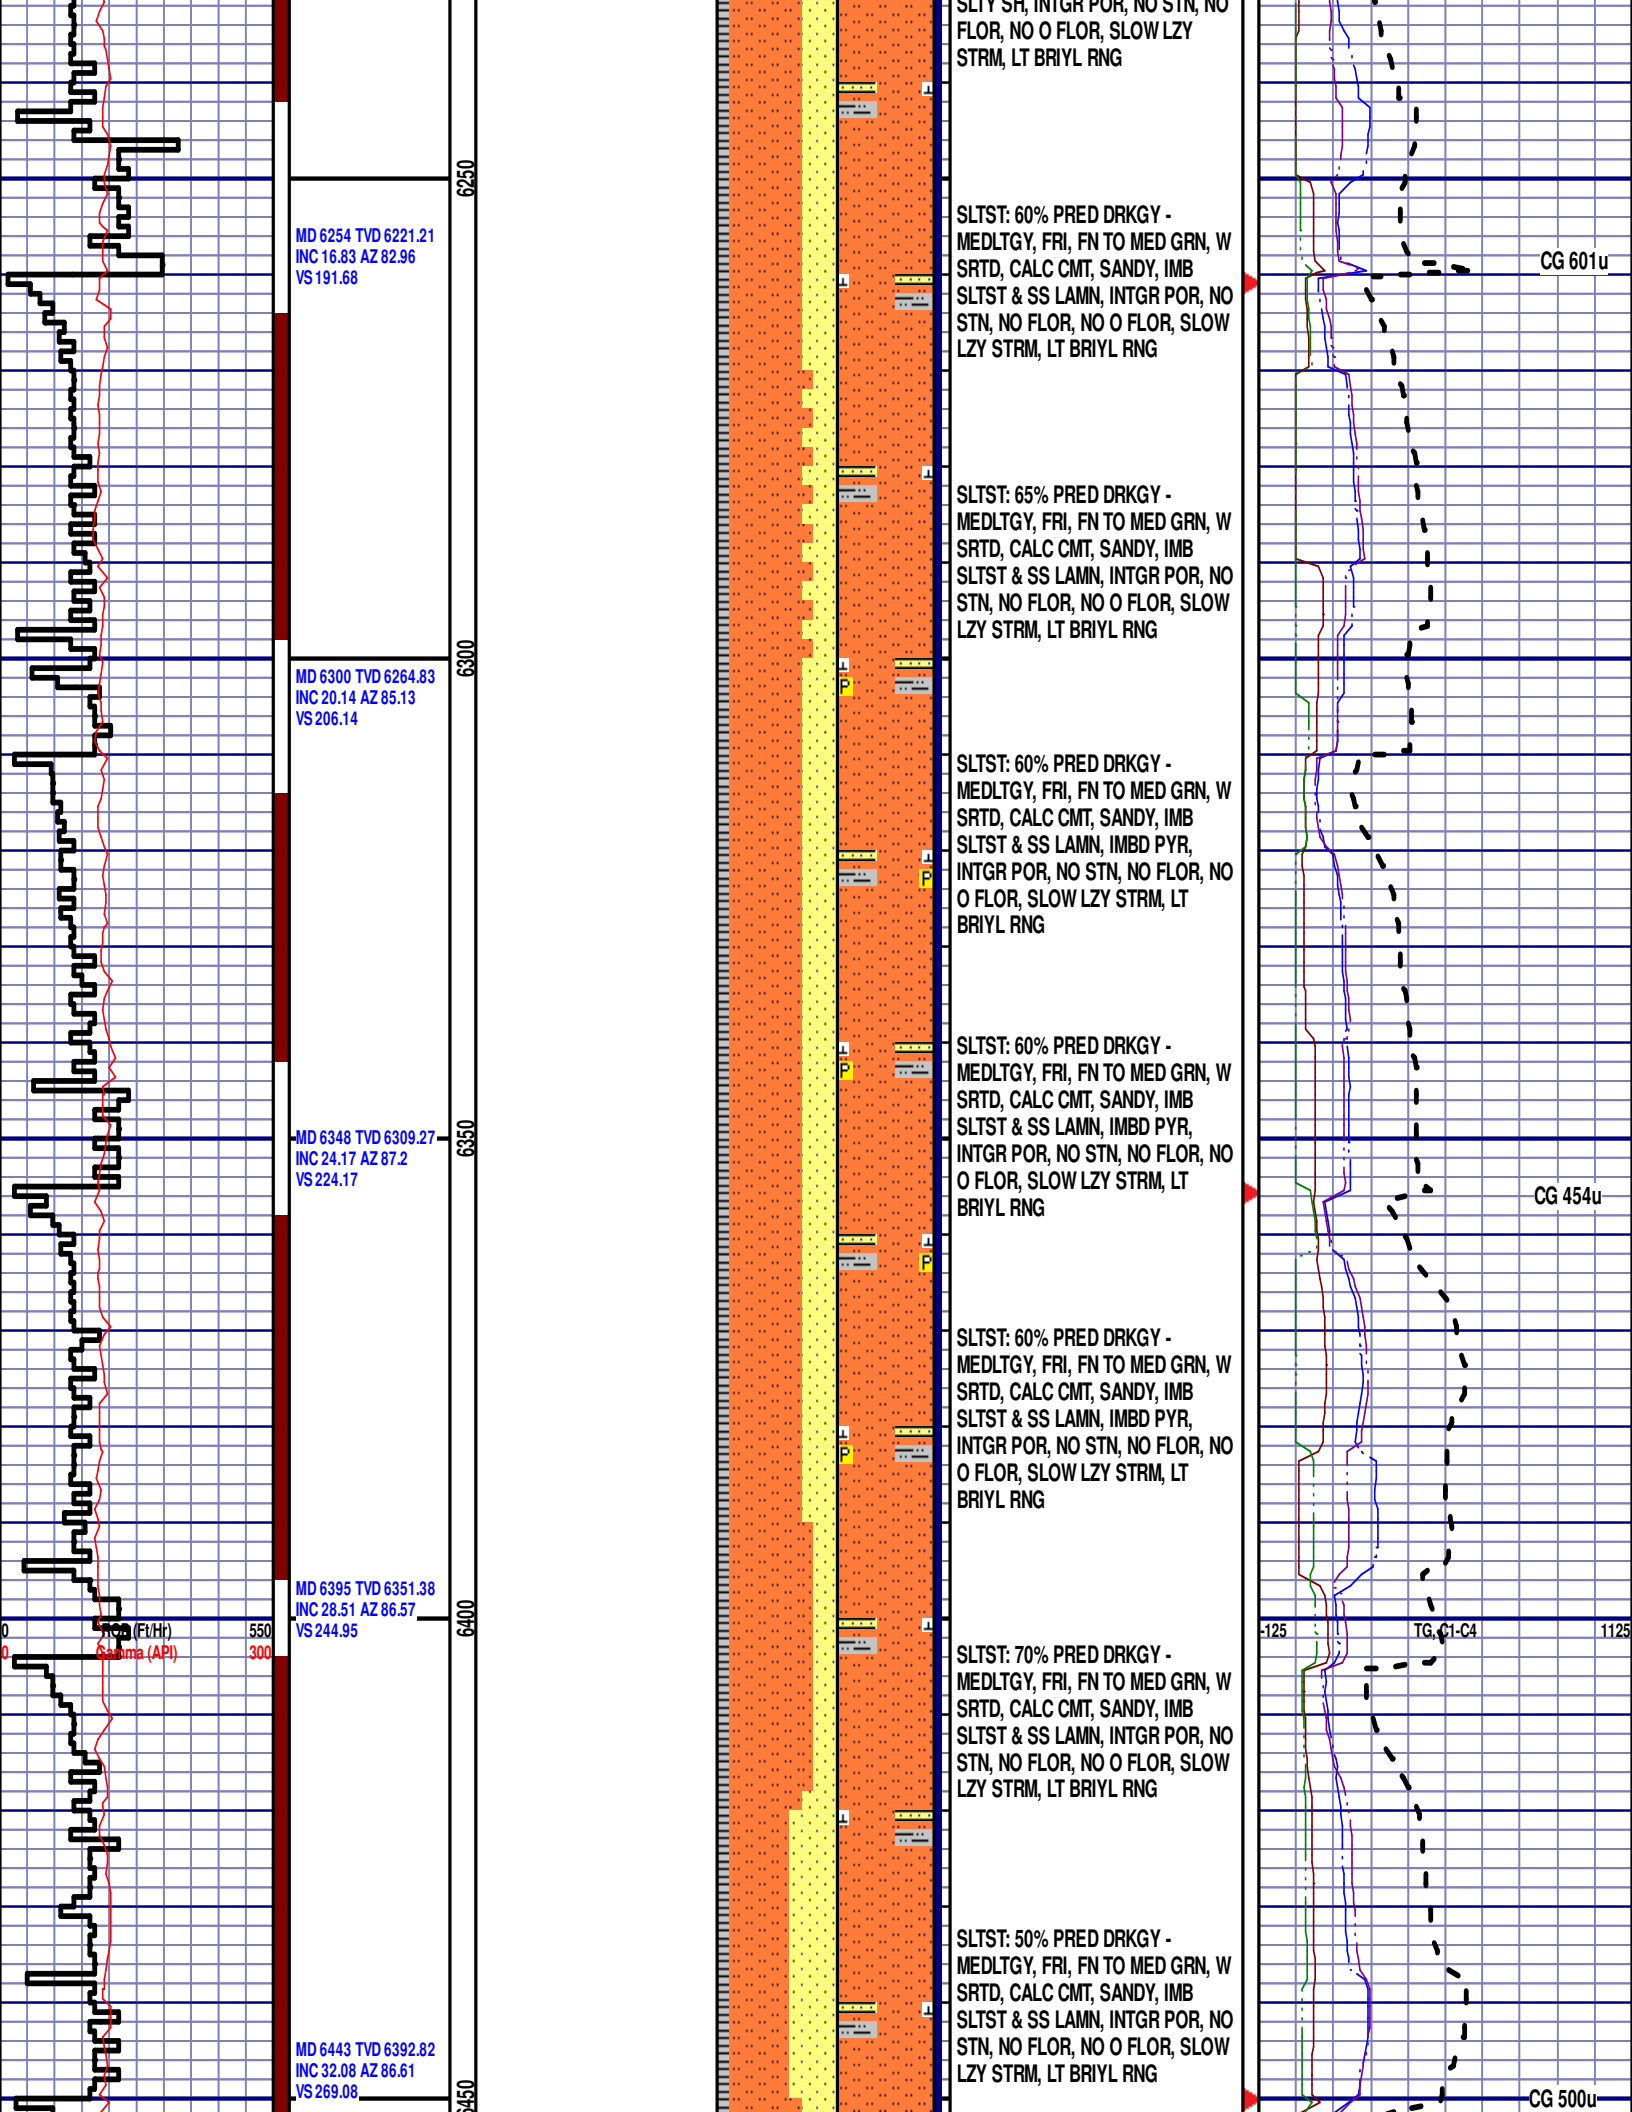 SLTY SH, INTGR POR, NO STN, NO
FLOR, NO O FLOR, SLOW LZY
STRM, LT BRIYL RNG
6250
MD 6254 TVD 6221.21
INC 16.83 AZ 82.96
VS 191.68
SLTST: 60% PRED DRKGY -
MEDLTGY, FRI, FN TO MED GRN, W
SRTD, CALC CMT, SANDY, IMB
SLTST & SS LAMN, INTGR POR, NO
STN, NO FLOR, NO O FLOR, SLOW
LZY STRM, LT BRIYL RNG
CG 601u
SLTST: 65% PRED DRKGY -
MEDLTGY, FRI, FN TO MED GRN, W
SRTD, CALC CMT, SANDY, IMB
SLTST & SS LAMN, INTGR POR, NO
STN, NO FLOR, NO O FLOR, SLOW
LZY STRM, LT BRIYL RNG
6300
MD 6300 TVD 6264.83
INC 20.14 AZ 85.13
VS 206.14
P
SLTST: 60% PRED DRKGY -
MEDLTGY, FRI, FN TO MED GRN, W
SRTD, CALC CMT, SANDY, IMB
SLTST & SS LAMN, IMBD PYR,
INTGR POR, NO STN, NO FLOR, NO
O FLOR, SLOW LZY STRM, LT
BRIYL RNG
P
P
SLTST: 60% PRED DRKGY -
MEDLTGY, FRI, FN TO MED GRN, W
SRTD, CALC CMT, SANDY, IMB
SLTST & SS LAMN, IMBD PYR,
INTGR POR, NO STN, NO FLOR, NO
O FLOR, SLOW LZY STRM, LT
BRIYL RNG
6350
MD 6348 TVD 6309.27
INC 24.17 AZ 87.2
VS 224.17
CG 454u
P
SLTST: 60% PRED DRKGY -
MEDLTGY, FRI, FN TO MED GRN, W
SRTD, CALC CMT, SANDY, IMB
SLTST & SS LAMN, IMBD PYR,
INTGR POR, NO STN, NO FLOR, NO
O FLOR, SLOW LZY STRM, LT
BRIYL RNG
P
MD 6395 TVD 6351.38
INC 28.51 AZ 86.57
VS 244.95
6400
0 ROP (Ft/Hr) 550
0 Gamma (API) 300
-125 TG, C1-C4 1125
SLTST: 70% PRED DRKGY -
MEDLTGY, FRI, FN TO MED GRN, W
SRTD, CALC CMT, SANDY, IMB
SLTST & SS LAMN, INTGR POR, NO
STN, NO FLOR, NO O FLOR, SLOW
LZY STRM, LT BRIYL RNG
SLTST: 50% PRED DRKGY -
MEDLTGY, FRI, FN TO MED GRN, W
SRTD, CALC CMT, SANDY, IMB
SLTST & SS LAMN, INTGR POR, NO
STN, NO FLOR, NO O FLOR, SLOW
LZY STRM, LT BRIYL RNG
MD 6443 TVD 6392.82
INC 32.08 AZ 86.61
VS 269.08
6450
CG 500u